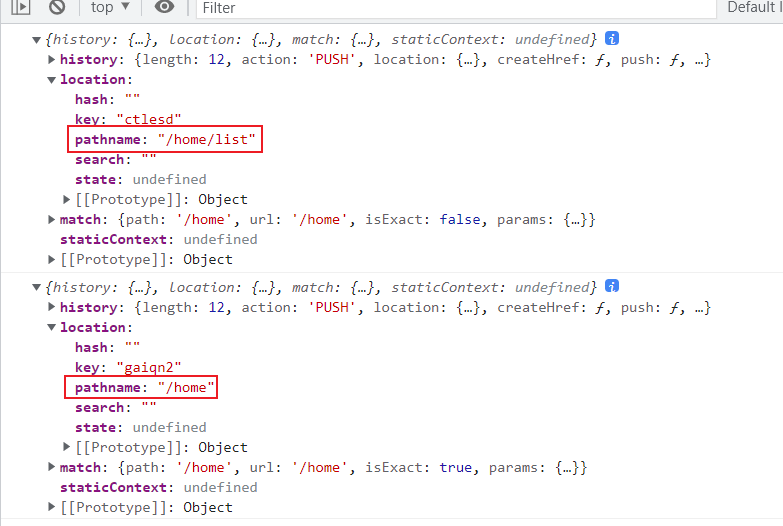 top ▼ Filter Default
▼{history: {…}, location: {…}, match: {…}, staticContext: undefined} i
▶history: {length: 12, action: 'PUSH', location: {…}, createHref: ƒ, push: ƒ, …}
▼location:
hash: ""
key: "ctlesd"
pathname: "/home/list"
search: ""
state: undefined
▶[[Prototype]]: Object
▶match: {path: '/home', url: '/home', isExact: false, params: {…}}
staticContext: undefined
▶[[Prototype]]: Object
▼{history: {…}, location: {…}, match: {…}, staticContext: undefined} i
▶history: {length: 12, action: 'PUSH', location: {…}, createHref: ƒ, push: ƒ, …}
▼location:
hash: ""
key: "gaiqn2"
pathname: "/home"
search: ""
state: undefined
▶[[Prototype]]: Object
▶match: {path: '/home', url: '/home', isExact: true, params: {…}}
staticContext: undefined
▶[[Prototype]]: Object